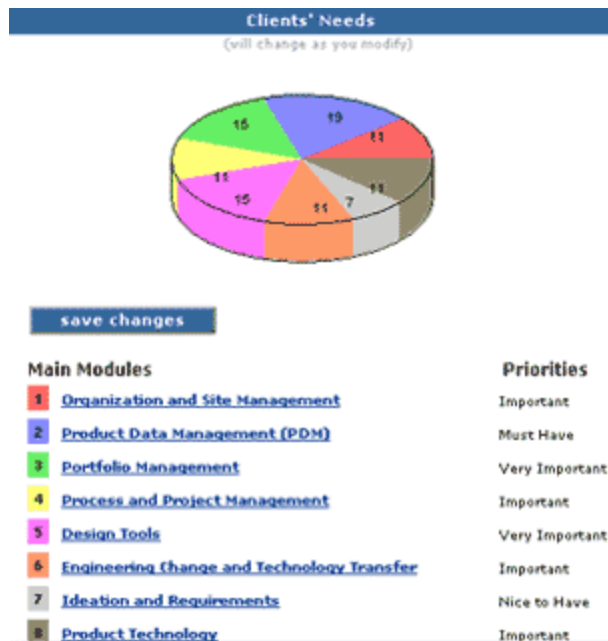 Clients' Needs
(will change as you modify)
15
19
11
11
15
11
7
11
save changes
Main Modules Priorities
1 Organization and Site Management Important
2 Product Data Management (PDM) Must Have
3 Portfolio Management Very Important
4 Process and Project Management Important
5 Design Tools Very Important
6 Engineering Change and Technology Transfer Important
7 Ideation and Requirements Nice to Have
8 Product Technology Important